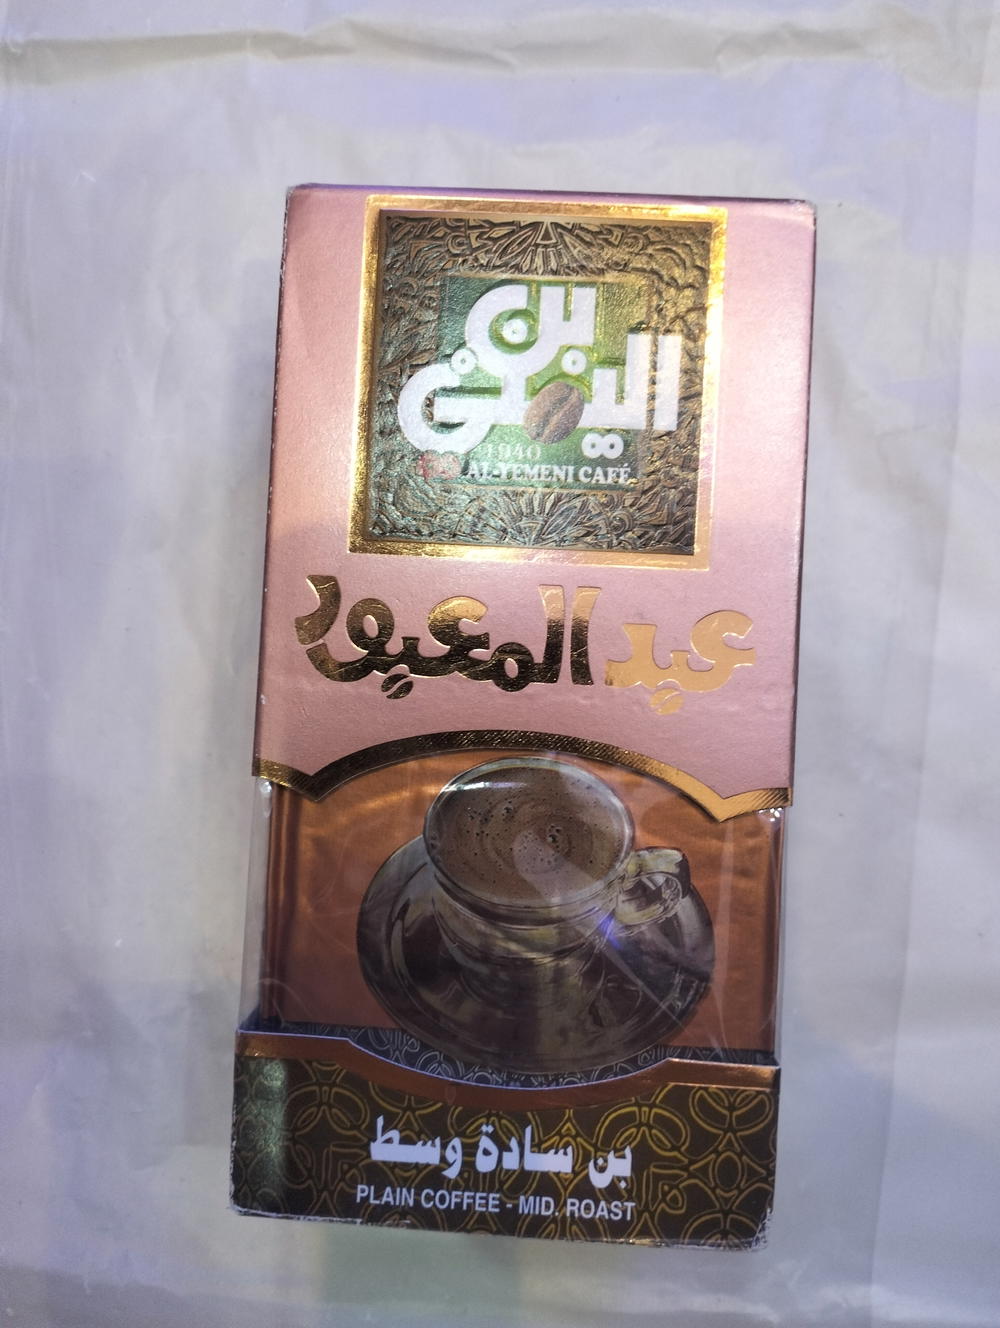 بن
اليمني
1940
AL-YEMENI CAFÉ
عبد المعبود
بن سادة وسط
PLAIN COFFEE - MID. ROAST